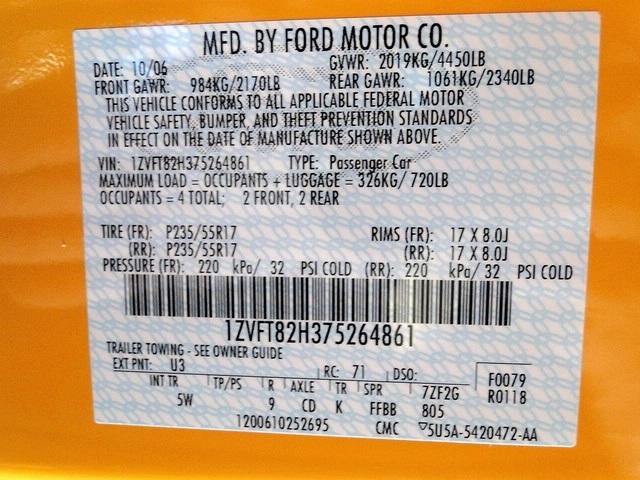 MFD. BY FORD MOTOR CO.
DATE: 10/06 GVWR: 2019KG/4450LB
FRONT GAWR: 984KG/2170LB REAR GAWR: 1061KG/2340LB
THIS VEHICLE CONFORMS TO ALL APPLICABLE FEDERAL MOTOR
VEHICLE SAFETY, BUMPER, AND THEFT PREVENTION STANDARDS
IN EFFECT ON THE DATE OF MANUFACTURE SHOWN ABOVE.
VIN: 1ZVFT82H375264861 TYPE: Passenger Car
MAXIMUM LOAD = OCCUPANTS + LUGGAGE = 326KG/ 720LB
OCCUPANTS = 4 TOTAL; 2 FRONT, 2 REAR
TIRE (FR): P235/55R17 RIMS (FR): 17 X 8.0J
(RR): P235/55R17 (RR): 17 X 8.0J
PRESSURE (FR): 220 kPa/ 32 PSI COLD (RR): 220 kPa/ 32 PSI COLD
1ZVFT82H375264861
TRAILER TOWING - SEE OWNER GUIDE
EXT PNT: U3 RC: 71 DSO: F0079
INT TR TP/PS R AXLE TR SPR 7ZF2G R0118
5W 9 CD K FFBB 805
1200610252695 CMC ▽5U5A-5420472-AA